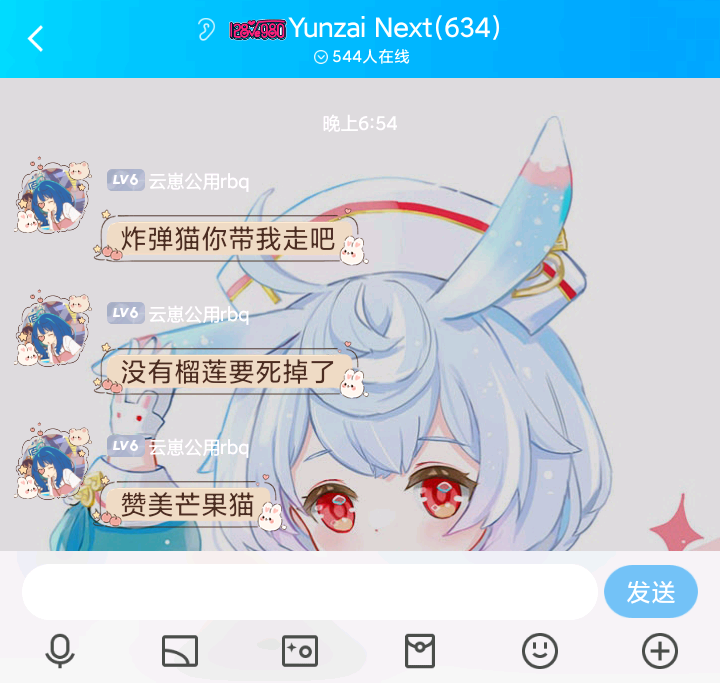 Yunzai Next(634)
544人在线
晚上6:54
LV6 云崽公用rbq
炸弹猫你带我走吧
LV6 云崽公用rbq
没有榴莲要死掉了
LV6 云崽公用rbq
赞美芒果猫
发送